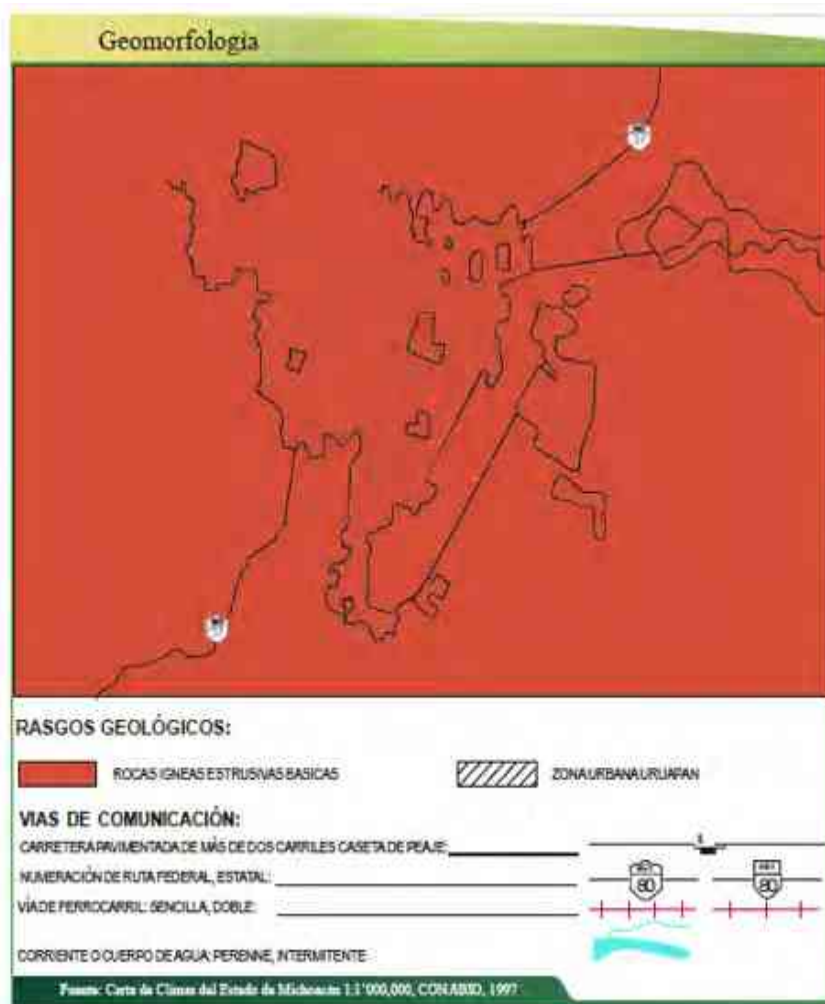 Geomorfologia
RASGOS GEOLÓGICOS:
ROCAS IGNEAS ESTRUSIVAS BASICAS
ZONA URBANA URUAPAN
VIAS DE COMUNICACIÓN:
CARRETERA PAVIMENTADA DE MÁS DE DOS CARRILES CASETA DE PEAJE:
NUMERACIÓN DE RUTA FEDERAL, ESTATAL:
80 80
VÍA DE FERROCARRIL: SENCILLA, DOBLE:
CORRIENTE O CUERPO DE AGUA: PERENNE, INTERMITENTE
Fuente: Carta de Climas del Estado de Michoacán 1:1'000,000, CONABIO, 1997